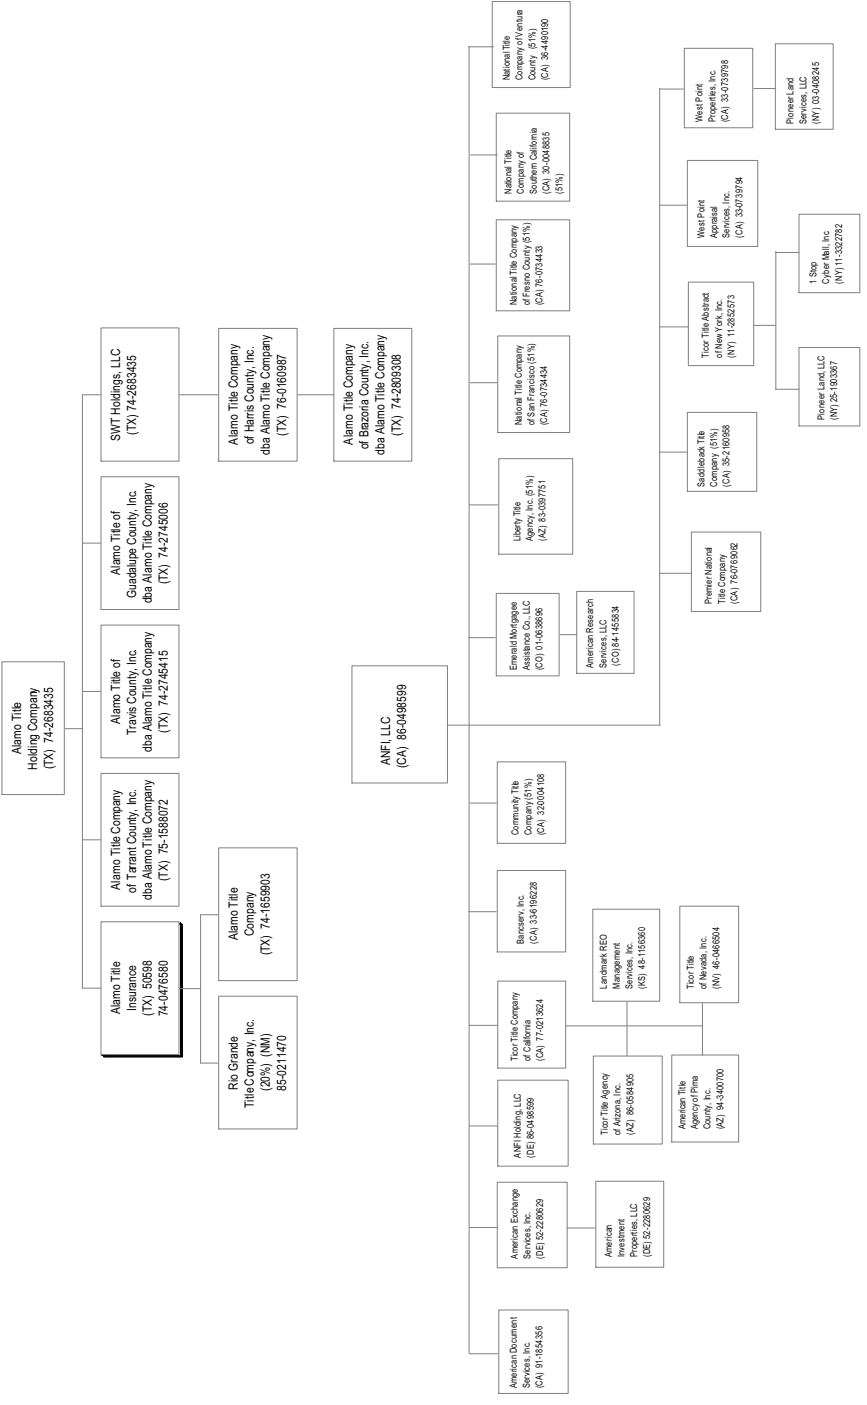 Alamo Title
Holding Company
(TX) 74-2683435
Alamo Title
Insurance
(TX) 50598
74-0476580
Alamo Title Company
of Tarrant County, Inc.
dba Alamo Title Company
(TX) 75-1588072
Alamo Title of
Travis County, Inc.
dba Alamo Title Company
(TX) 74-2745415
Alamo Title of
Guadalupe County, Inc.
dba Alamo Title Company
(TX) 74-2745006
SWT Holdings, LLC
(TX) 74-2683435
Rio Grande
Title Company, Inc.
(20%) (NM)
85-0211470
Alamo Title
Company
(TX) 74-1659903
Alamo Title Company
of Harris County, Inc.
dba Alamo Title Company
(TX) 76-0160987
Alamo Title Company
of Brazoria County, Inc.
dba Alamo Title Company
(TX) 74-2809308
ANFI, LLC
(CA) 86-0498599
American Document
Services, Inc.
(CA) 91-1854356
American Exchange
Services, Inc.
(DE) 52-2280629
ANFI Holding, LLC
(DE) 86-0498599
Ticor Title Company
of California
(CA) 77-0213624
Bancserv, Inc.
(CA) 33-6196228
Community Title
Company (51%)
(CA) 32-0004108
Emerald Mortgagee
Assistance Co., LLC
(CO) 01-0638696
Liberty Title
Agency, Inc. (51%)
(AZ) 83-0397751
National Title Company
of San Francisco (51%)
(CA) 76-0734434
National Title Company
of Fresno County (51%)
(CA) 76-0734433
National Title
Company of
Southern California
(CA) 30-0048835
(51%)
National Title
Company of Ventura
County (51%)
(CA) 36-4490190
American
Investment
Properties, LLC
(DE) 52-2280629
Ticor Title Agency
of Arizona, Inc.
(AZ) 86-0584905
Landmark REO
Management
Services, Inc.
(KS) 48-1156360
American Title
Agency of Pima
County, Inc.
(AZ) 94-3400700
Ticor Title
of Nevada, Inc.
(NV) 46-0466504
American Research
Services, LLC
(CO) 84-1455834
Premier National
Title Company
(CA) 76-0769062
Saddleback Title
Company (51%)
(CA) 35-2160958
Ticor Title Abstract
of New York, Inc.
(NY) 11-2852573
West Point
Appraisal
Services, Inc.
(CA) 33-0739794
West Point
Properties, Inc.
(CA) 33-0739798
Pioneer Land, LLC
(NY) 25-1903367
1 Stop
Cyber Mall, Inc
(NY) 11-3322782
Pioneer Land
Services, LLC
(NY) 03-0408245